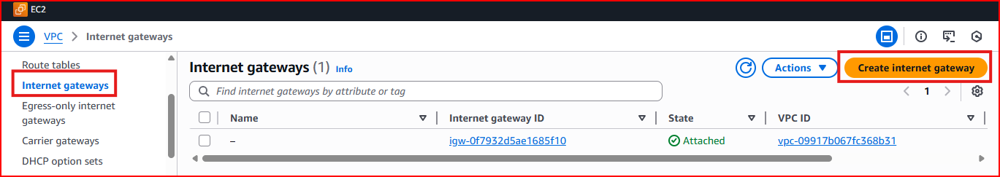 EC2
VPC > Internet gateways
Route tables
Internet gateways
Egress-only internet
gateways
Carrier gateways
DHCP option sets
Internet gateways (1) Info
Actions
Create internet gateway
Find internet gateways by attribute or tag
1
Name Internet gateway ID State VPC ID
– igw-0f7932d5ae1685f10 Attached vpc-09917b067fc368b31